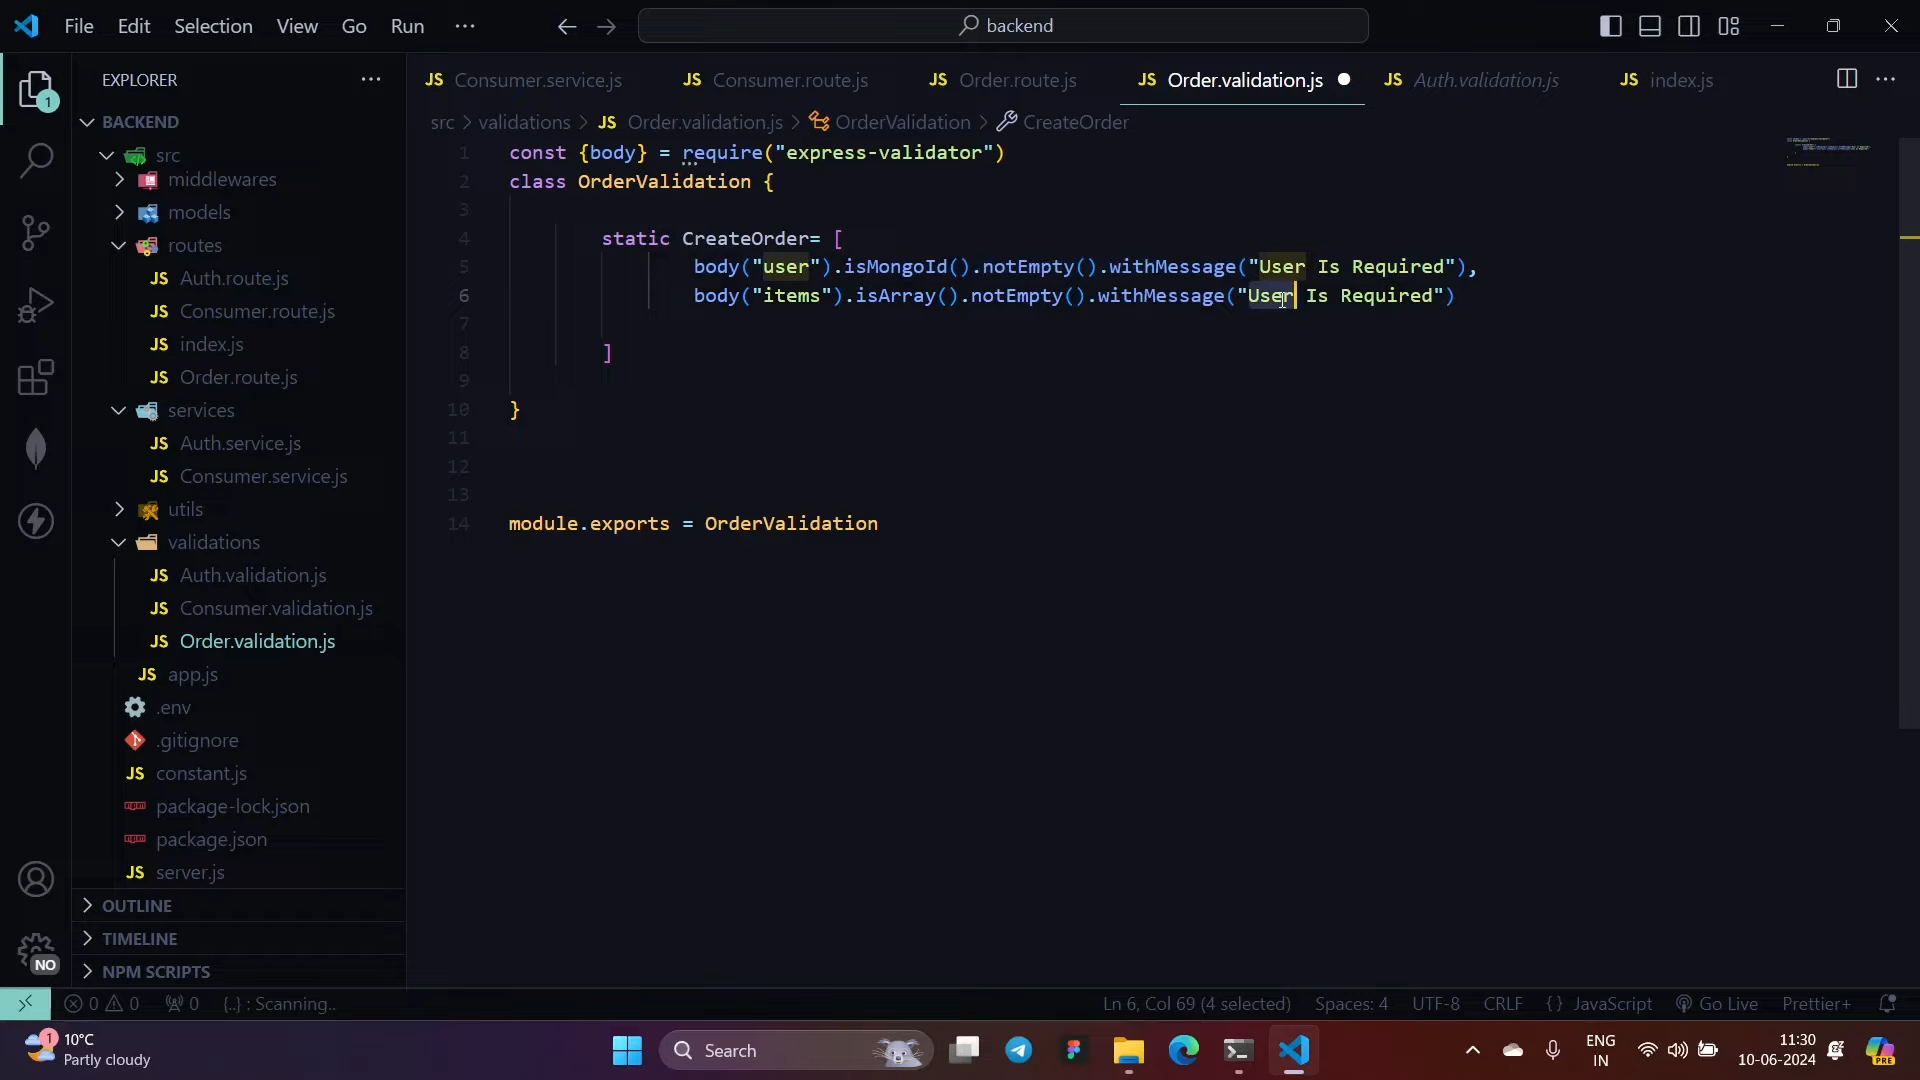 File Edit Selection View Go Run ···
backend
EXPLORER ···
JS Consumer.service.js JS Consumer.route.js JS Order.route.js JS Order.validation.js JS Auth.validation.js JS index.js ···
1
BACKEND
src > validations > JS Order.validation.js > OrderValidation > CreateOrder
src
middlewares
models
routes
JS Auth.route.js
JS Consumer.route.js
JS index.js
JS Order.route.js
services
JS Auth.service.js
JS Consumer.service.js
utils
validations
JS Auth.validation.js
JS Consumer.validation.js
JS Order.validation.js
JS app.js
.env
.gitignore
JS constant.js
package-lock.json
package.json
JS server.js
OUTLINE
TIMELINE
NPM SCRIPTS
NO
1 const {body} = require("express-validator")
2 class OrderValidation {
3
4 static CreateOrder= [
5 body("user").isMongoId().notEmpty().withMessage("User Is Required"),
6 body("items").isArray().notEmpty().withMessage("User Is Required")
7
8 ]
9
10 }
11
12
13
14 module.exports = OrderValidation
0 0 0 {..} : Scanning.. Ln 6, Col 69 (4 selected) Spaces: 4 UTF-8 CRLF {} JavaScript Go Live Prettier+
1 10°C
Partly cloudy
Search
ENG
IN
11:30
10-06-2024
PRE